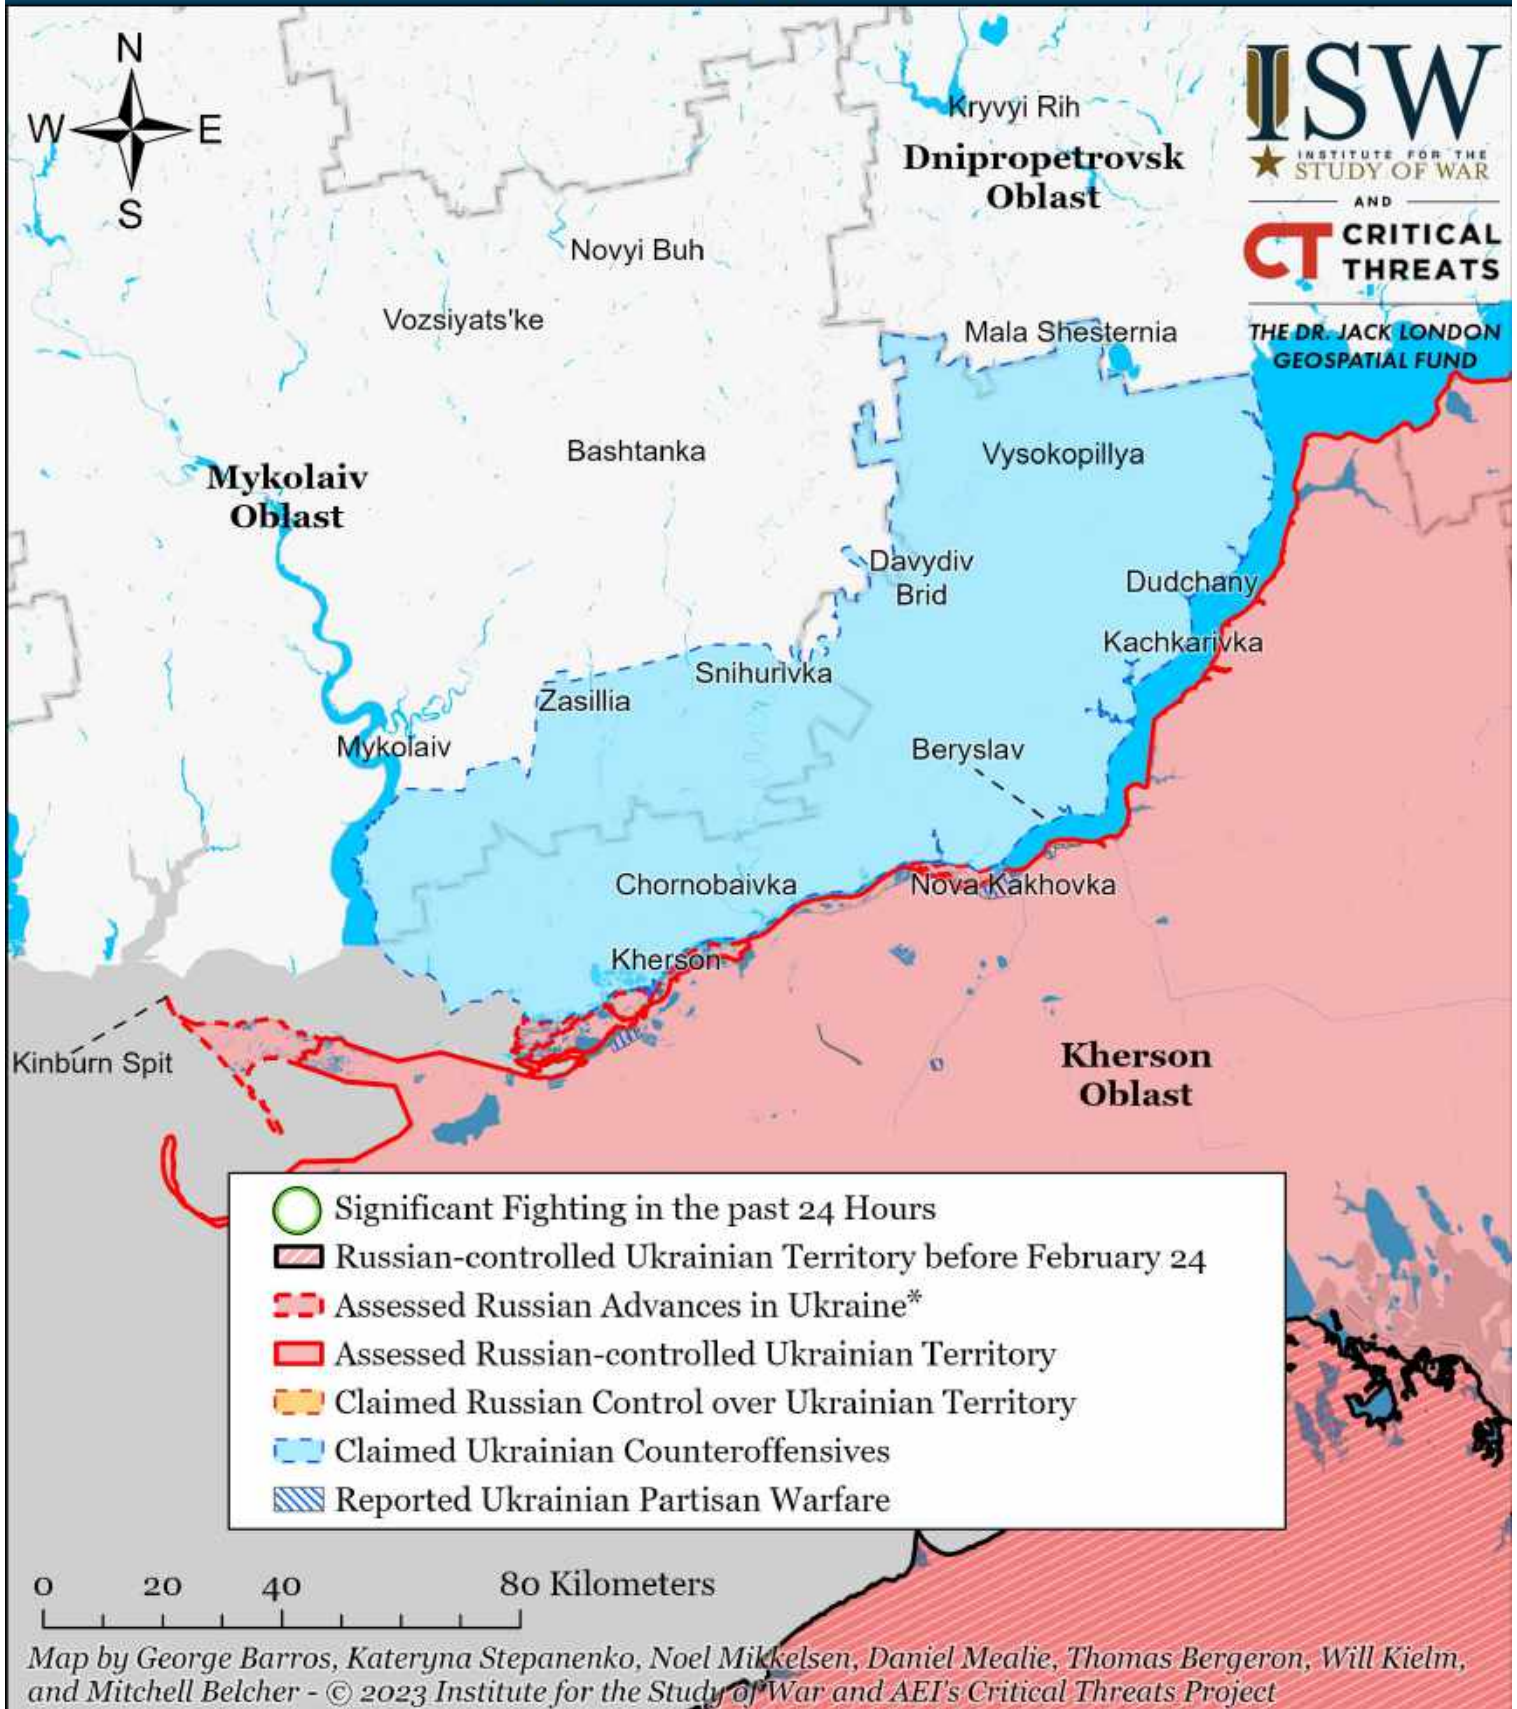 N
W E
S
Kryvyi Rih
Dnipropetrovsk
Oblast
ISW
INSTITUTE FOR THE
STUDY OF WAR
AND
CT CRITICAL
THREATS
THE DR. JACK LONDON
GEOSPATIAL FUND
Novyi Buh
Vozsiyats'ke
Mala Shesternia
Bashtanka
Vysokopillya
Mykolaiv
Oblast
Davydiv
Brid
Dudchany
Kachkarivka
Snihurivka
Zasillia
Mykolaiv
Beryslav
Chornobaivka
Nova Kakhovka
Kherson
Kinburn Spit
Kherson
Oblast
Significant Fighting in the past 24 Hours
Russian-controlled Ukrainian Territory before February 24
Assessed Russian Advances in Ukraine*
Assessed Russian-controlled Ukrainian Territory
Claimed Russian Control over Ukrainian Territory
Claimed Ukrainian Counteroffensives
Reported Ukrainian Partisan Warfare
0 20 40 80 Kilometers
Map by George Barros, Kateryna Stepanenko, Noel Mikkelsen, Daniel Mealie, Thomas Bergeron, Will Kielm,
and Mitchell Belcher - © 2023 Institute for the Study of War and AEI's Critical Threats Project